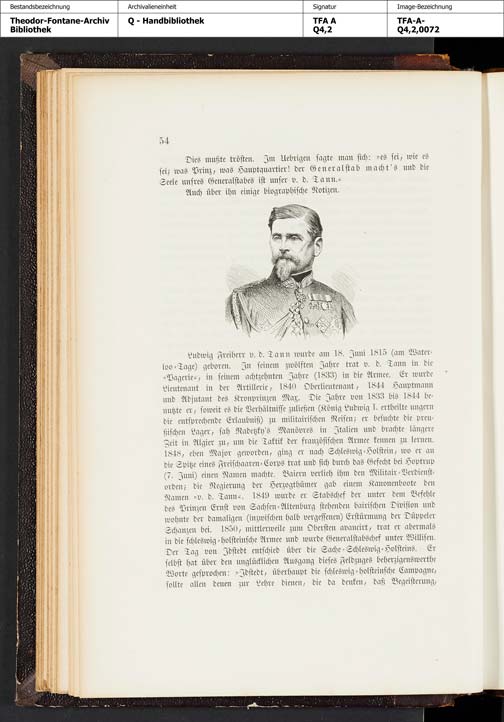 Bestandsbezeichnung Archivalieneinheit Signatur Image-Bezeichnung
Theodor-Fontane-Archiv Q - Handbibliothek TFA A TFA-A-
Bibliothek Q4,2 Q4,2,0072
54
Dies mußte trösten. Im Uebrigen sagte man sich: »es sei, wie es
sei; was Prinz, was Hauptquartier! der Generalstab macht's und die
Seele unsres Generalstabes ist unser v. d. Tann.«
Auch über ihn einige biographische Notizen.
Ludwig Freiherr v. d. Tann wurde am 18. Juni 1815 (am Water-
loo-Tage) geboren. In seinem zwölften Jahre trat v. d. Tann in die
»Pagerie«, in seinem achtzehnten Jahre (1833) in die Armee. Er wurde
Lieutenant in der Artillerie, 1840 Oberlieutenant, 1844 Hauptmann
und Adjutant des Kronprinzen Max. Die Jahre von 1833 bis 1844 be-
nutzte er, soweit es die Verhältnisse zuließen (König Ludwig I. ertheilte ungern
die entsprechende Erlaubniß) zu militairischen Reisen; er besuchte die preu-
ßischen Lager, sah Radetzky's Manövres in Italien und brachte längere
Zeit in Algier zu, um die Taktik der französischen Armee kennen zu lernen.
1848, eben Major geworden, ging er nach Schleswig-Holstein, wo er an
die Spitze eines Freischaaren-Corps trat und sich durch das Gefecht bei Hoptrup
(7. Juni) einen Namen machte. Baiern verlieh ihm den Militair-Verdienst-
orden; die Regierung der Herzogthümer gab einem Kanonenboote den
Namen »v. d. Tann«. 1849 wurde er Stabschef der unter dem Befehle
des Prinzen Ernst von Sachsen-Altenburg stehenden bairischen Division und
wohnte der damaligen (inzwischen halb vergessenen) Erstürmung der Düppeler
Schanzen bei. 1850, mittlerweile zum Obersten avancirt, trat er abermals
in die schleswig-holsteinsche Armee und wurde Generalstabschef unter Willisen.
Der Tag von Idstedt entschied über die Sache Schleswig-Holsteins. Er
selbst hat über den unglücklichen Ausgang dieses Feldzuges beherzigenswerthe
Worte gesprochen: »Idstedt, überhaupt die schleswig-holsteinsche Campagne,
sollte allen denen zur Lehre dienen, die da denken, daß Begeisterung,